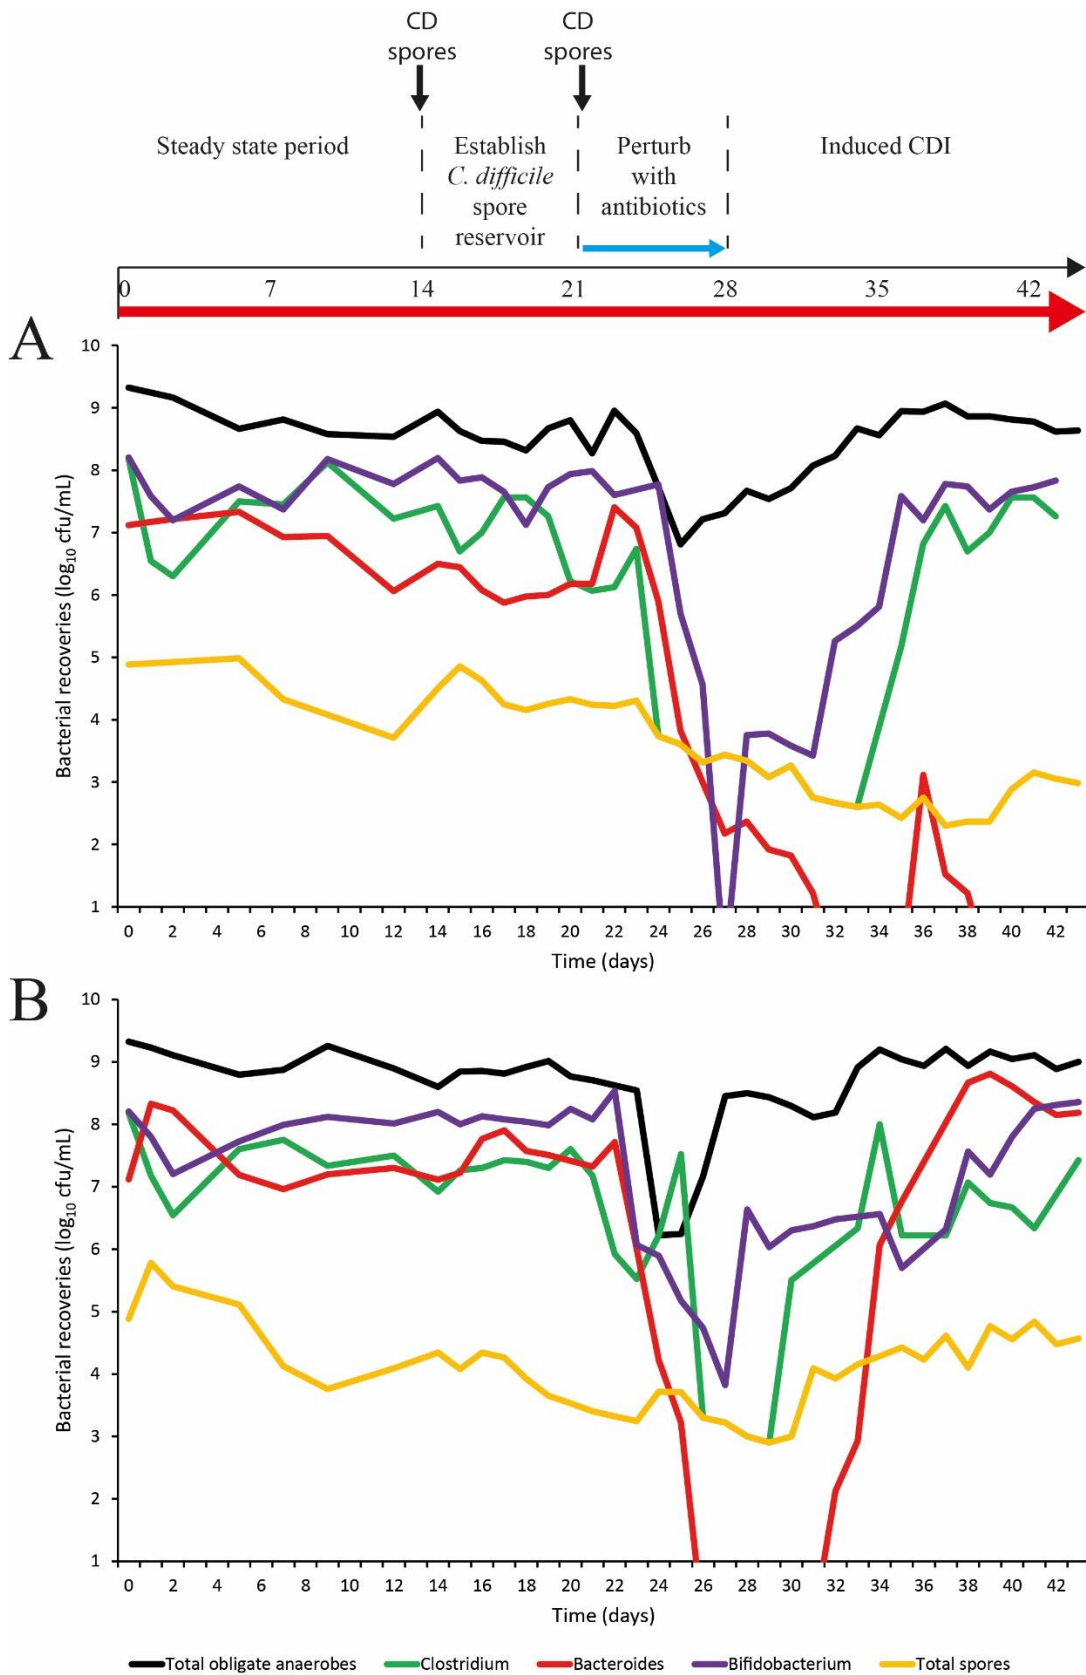 CD spores
CD spores
Steady state period
Establish C. difficile spore reservoir
Perturb with antibiotics
Induced CDI
0 7 14 21 28 35 42
A
10
9
8
7
6
5
4
3
2
1
Bacterial recoveries (log₁₀ cfu/mL)
0 2 4 6 8 10 12 14 16 18 20 22 24 26 28 30 32 34 36 38 40 42
Time (days)
B
10
9
8
7
6
5
4
3
2
1
Bacterial recoveries (log₁₀ cfu/mL)
0 2 4 6 8 10 12 14 16 18 20 22 24 26 28 30 32 34 36 38 40 42
Time (days)
Total obligate anaerobes Clostridium Bacteroides Bifidobacterium Total spores